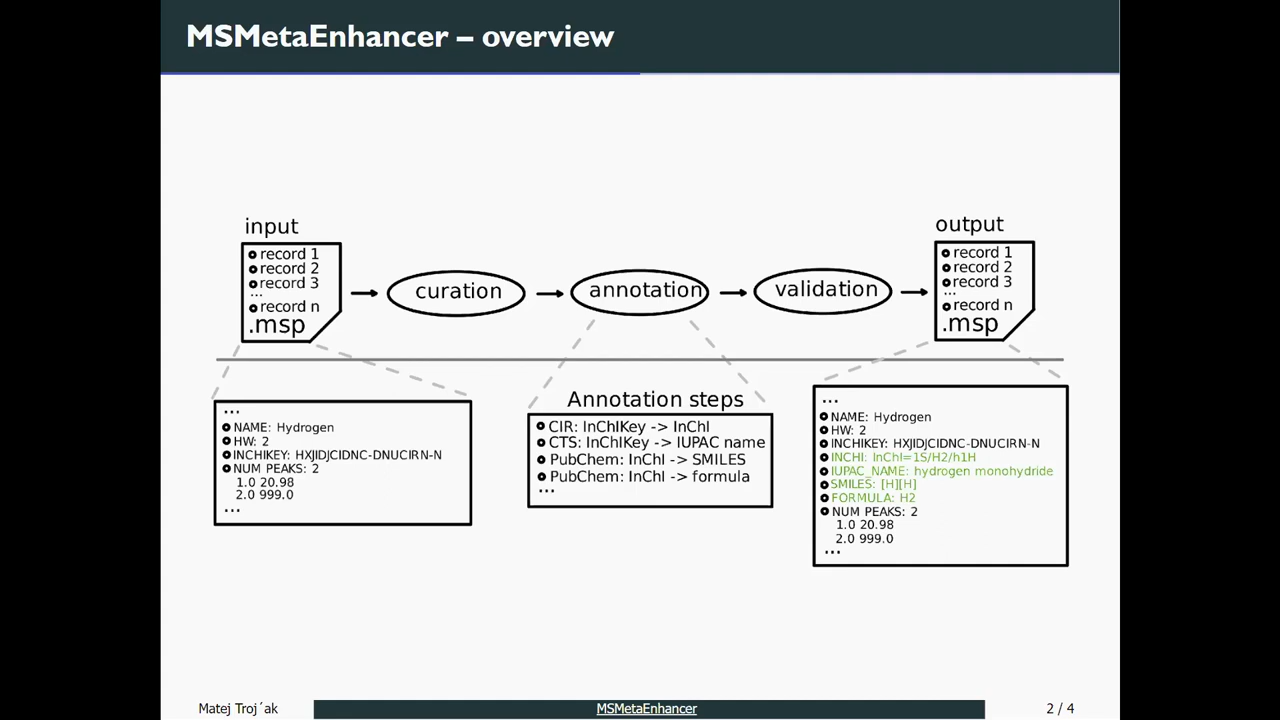 MSMetaEnhancer – overview
input
record 1
record 2
record 3
...
record n
.msp
curation
annotation
validation
output
record 1
record 2
record 3
...
record n
.msp
...
NAME: Hydrogen
HW: 2
INCHIKEY: HXJIDJCIDNC-DNUCIRN-N
NUM PEAKS: 2
1.0 20.98
2.0 999.0
...
Annotation steps
CIR: InChIKey -> InChI
CTS: InChIKey -> IUPAC name
PubChem: InChI -> SMILES
PubChem: InChI -> formula
...
...
NAME: Hydrogen
HW: 2
INCHIKEY: HXJIDJCIDNC-DNUCIRN-N
INCHI: InChI=1S/H2/h1H
IUPAC_NAME: hydrogen monohydride
SMILES: [H][H]
FORMULA: H2
NUM PEAKS: 2
1.0 20.98
2.0 999.0
...
Matej Troj´ak
MSMetaEnhancer
2 / 4